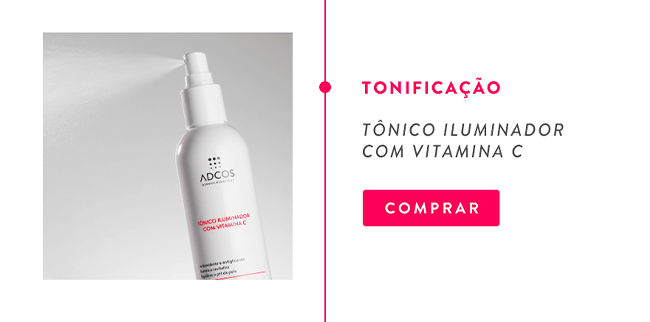 ADCOS
TÔNICO ILUMINADOR
COM VITAMINA C
TONIFICAÇÃO
TÔNICO ILUMINADOR
COM VITAMINA C
COMPRAR